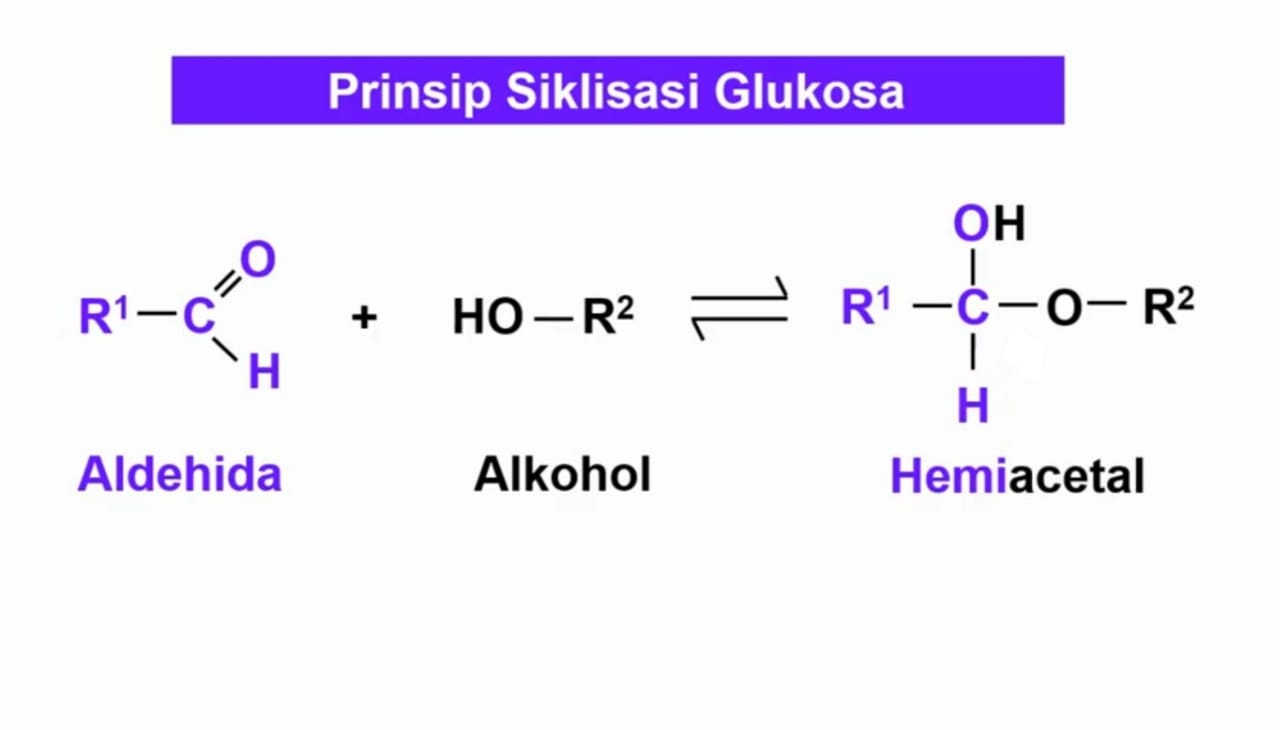 Prinsip Siklisasi Glukosa
O
R¹—C
H
+
HO—R²
OH
R¹—C—O—R²
H
Aldehida
Alkohol
Hemiacetal